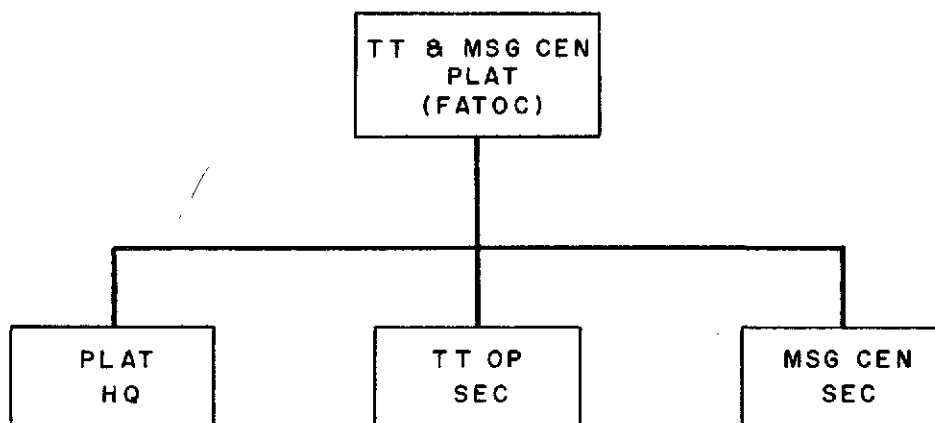 TT & MSG CEN
PLAT
(FATOC)
PLAT
HQ
TT OP
SEC
MSG CEN
SEC